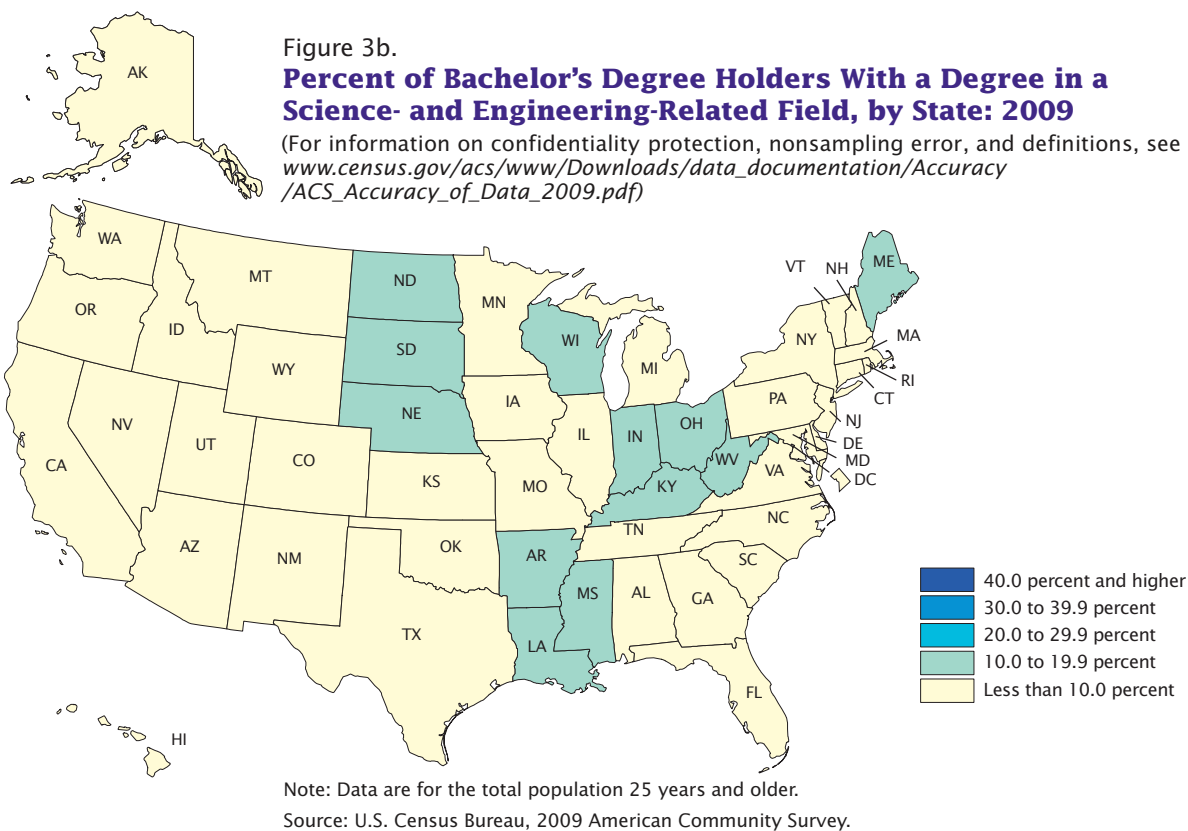 Figure 3b.
Percent of Bachelor’s Degree Holders With a Degree in a
Science- and Engineering-Related Field, by State: 2009
(For information on confidentiality protection, nonsampling error, and definitions, see
www.census.gov/acs/www/Downloads/data_documentation/Accuracy
/ACS_Accuracy_of_Data_2009.pdf)
AK
WA
MT
ND
MN
VT
NH
ME
OR
ID
WY
SD
WI
MI
NY
MA
RI
CT
NV
UT
CO
NE
IA
IL
IN
OH
PA
NJ
DE
MD
DC
CA
KS
MO
KY
WV
VA
AZ
NM
OK
AR
TN
NC
SC
TX
LA
MS
AL
GA
FL
HI
40.0 percent and higher
30.0 to 39.9 percent
20.0 to 29.9 percent
10.0 to 19.9 percent
Less than 10.0 percent
Note: Data are for the total population 25 years and older.
Source: U.S. Census Bureau, 2009 American Community Survey.